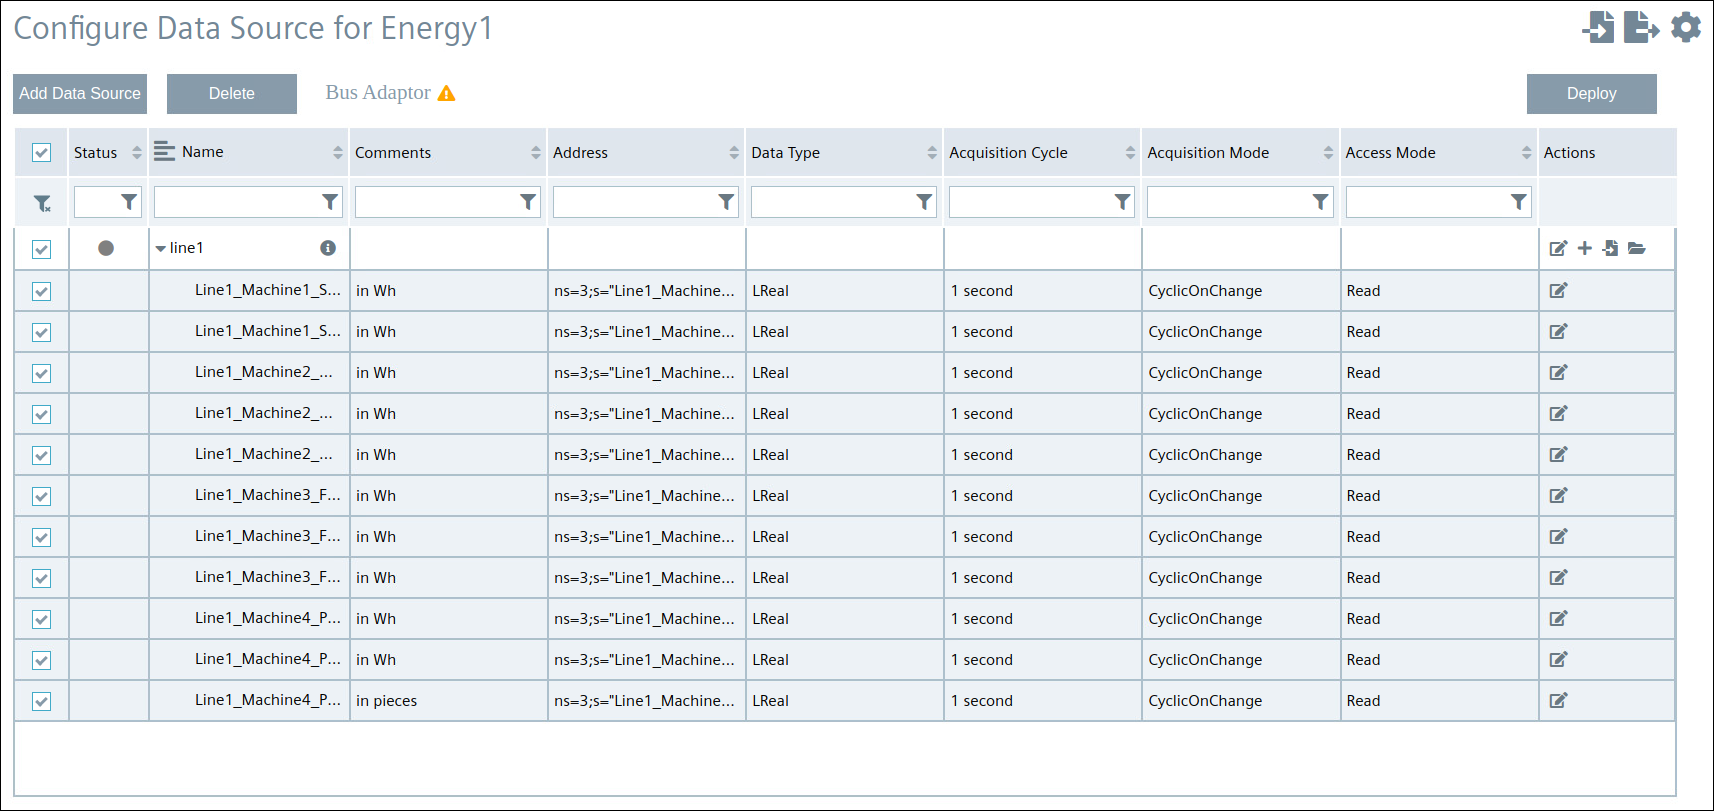 Configure Data Source for Energy1
Add Data Source Delete Bus Adaptor Deploy
Status Name Comments Address Data Type Acquisition Cycle Acquisition Mode Access Mode Actions
line1
Line1_Machine1_S... in Wh ns=3;s="Line1_Machine... LReal 1 second CyclicOnChange Read
Line1_Machine1_S... in Wh ns=3;s="Line1_Machine... LReal 1 second CyclicOnChange Read
Line1_Machine2_... in Wh ns=3;s="Line1_Machine... LReal 1 second CyclicOnChange Read
Line1_Machine2_... in Wh ns=3;s="Line1_Machine... LReal 1 second CyclicOnChange Read
Line1_Machine2_... in Wh ns=3;s="Line1_Machine... LReal 1 second CyclicOnChange Read
Line1_Machine3_F... in Wh ns=3;s="Line1_Machine... LReal 1 second CyclicOnChange Read
Line1_Machine3_F... in Wh ns=3;s="Line1_Machine... LReal 1 second CyclicOnChange Read
Line1_Machine3_F... in Wh ns=3;s="Line1_Machine... LReal 1 second CyclicOnChange Read
Line1_Machine4_P... in Wh ns=3;s="Line1_Machine... LReal 1 second CyclicOnChange Read
Line1_Machine4_P... in Wh ns=3;s="Line1_Machine... LReal 1 second CyclicOnChange Read
Line1_Machine4_P... in pieces ns=3;s="Line1_Machine... LReal 1 second CyclicOnChange Read